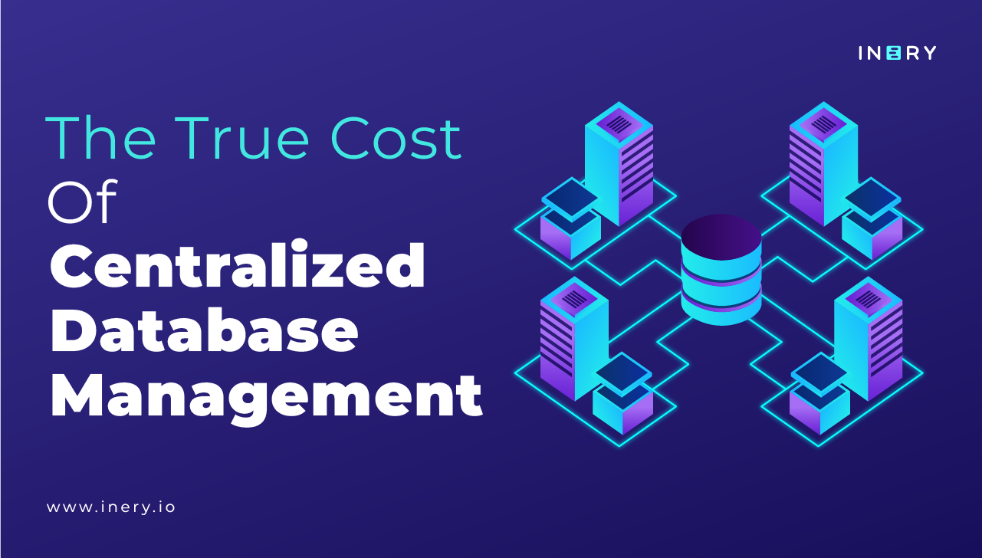 INERY
The True Cost
Of
Centralized
Database
Management
www.inery.io